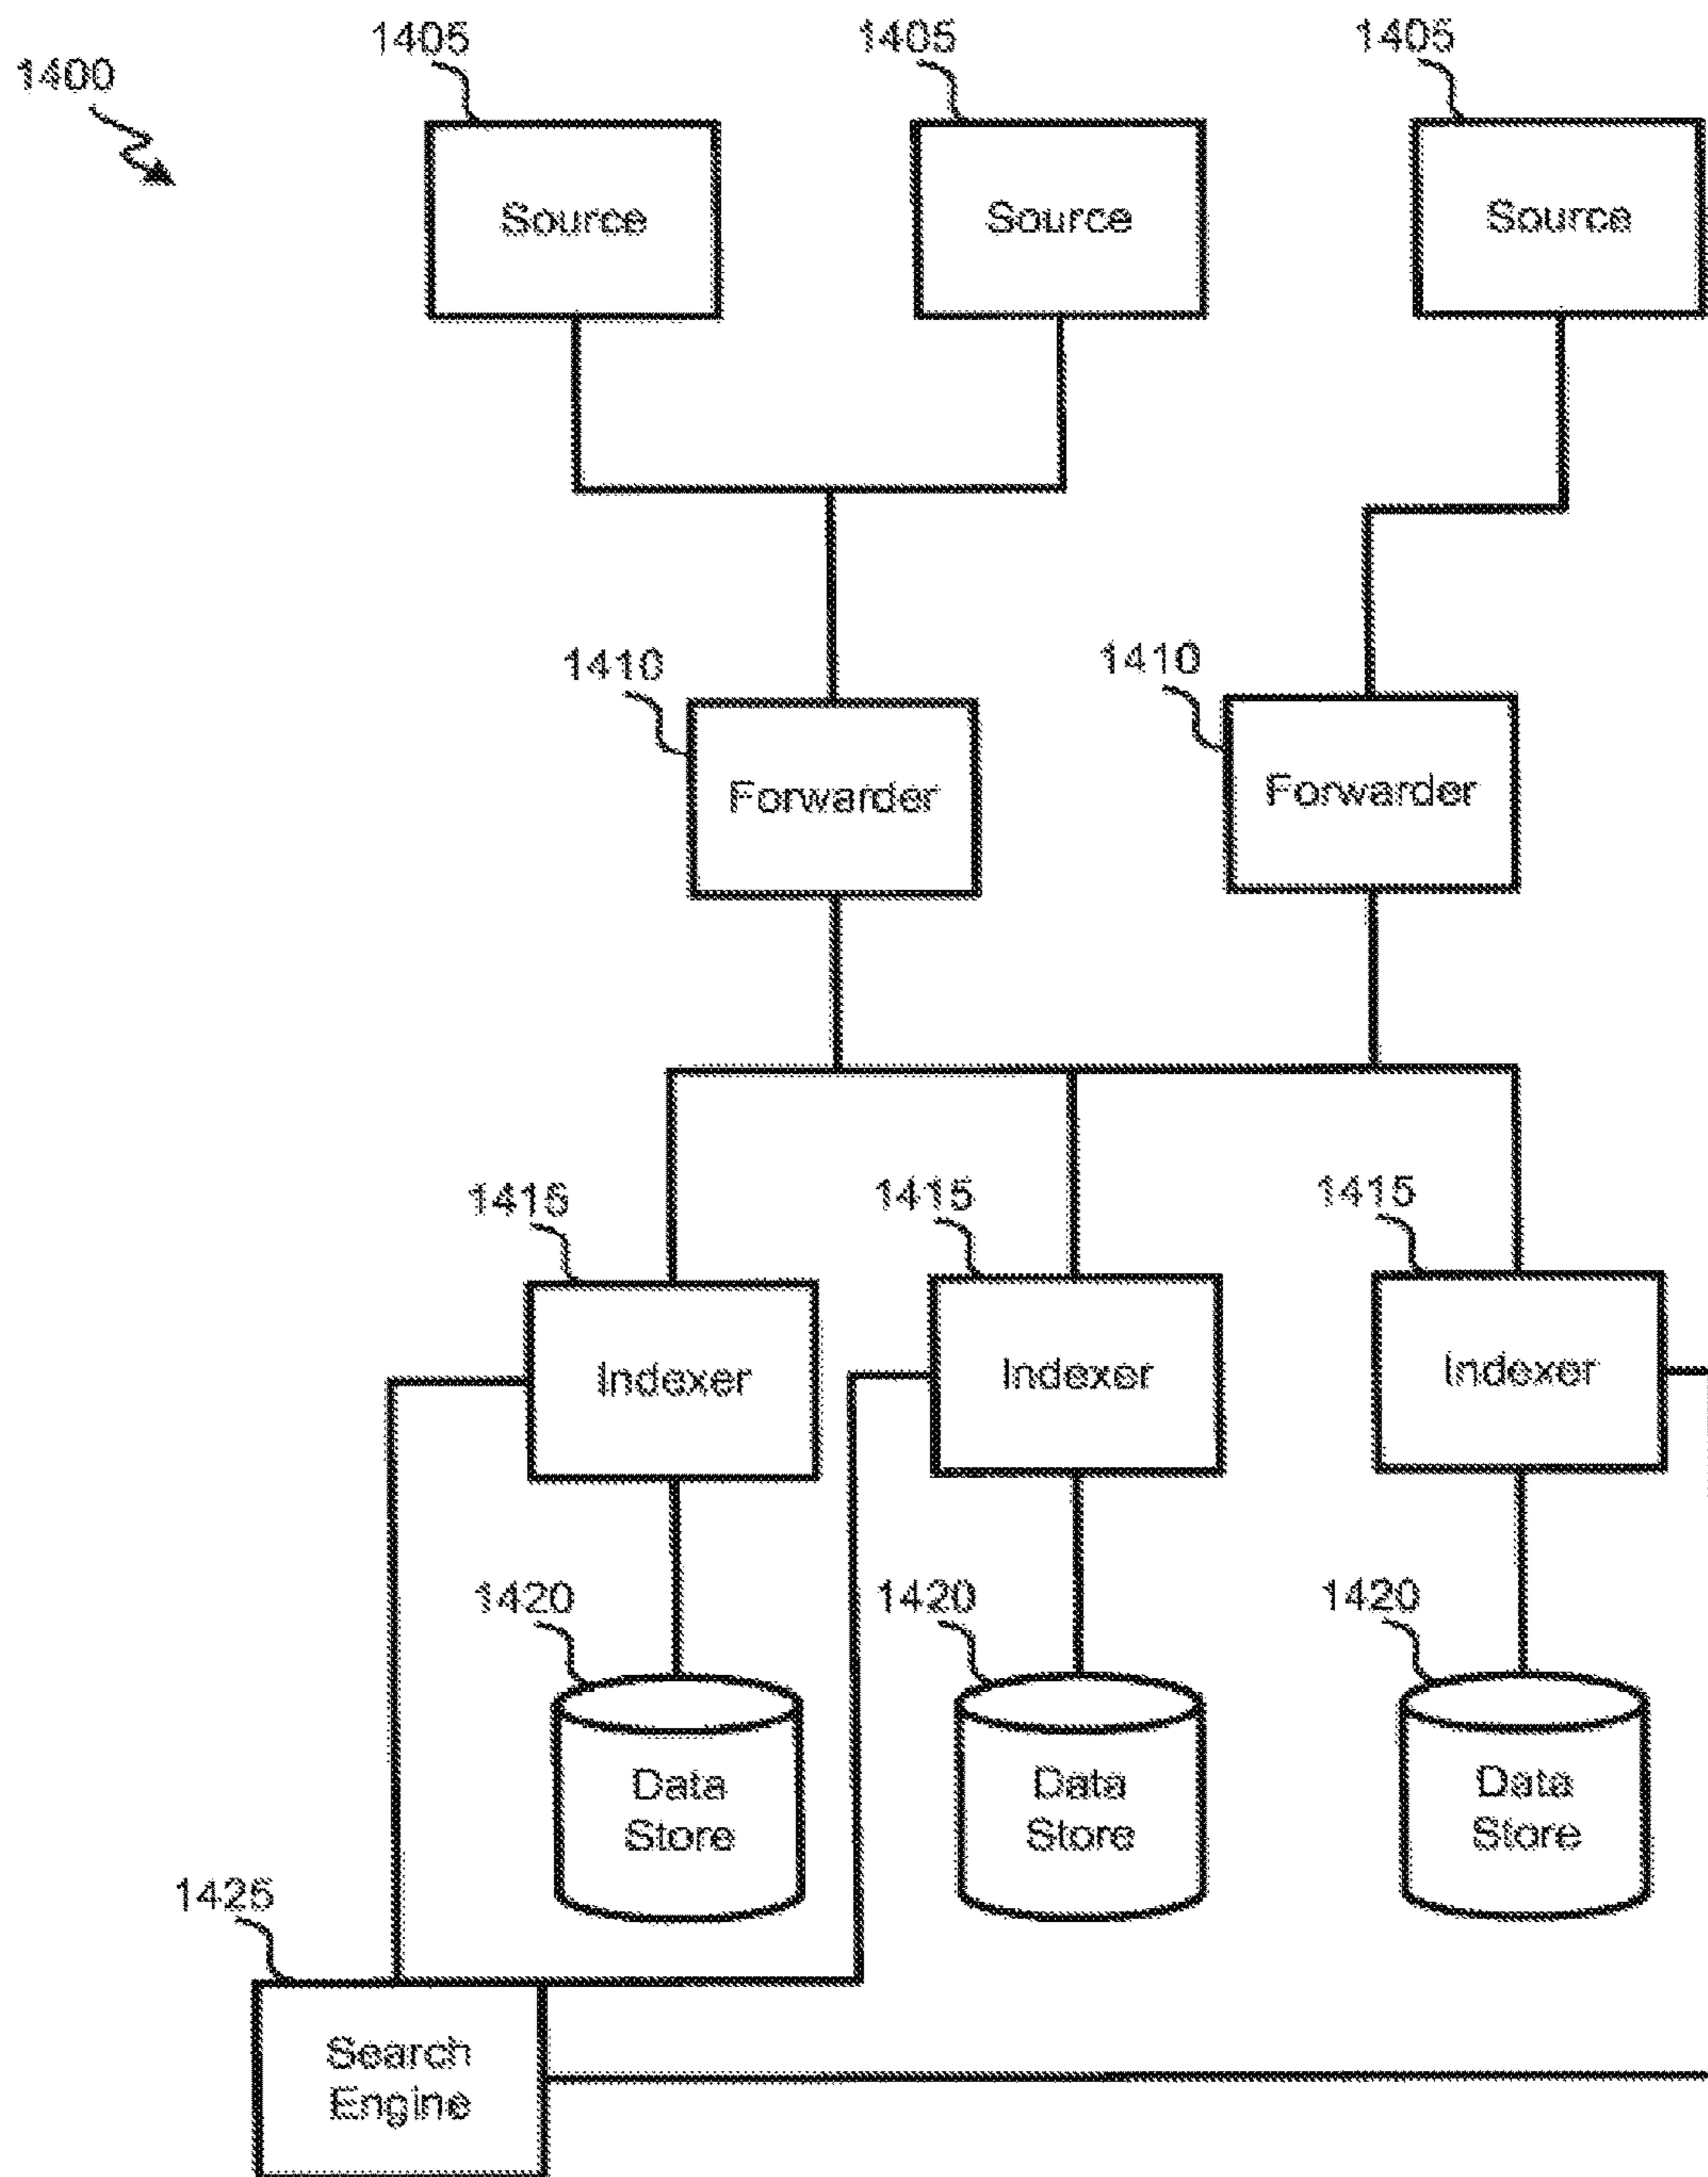 1400
1405
1405
1405
Source
Source
Source
1410
1410
Forwarder
Forwarder
1415
1415
1415
Indexer
Indexer
Indexer
1420
1420
1420
Data
Store
Data
Store
Data
Store
1425
Search
Engine